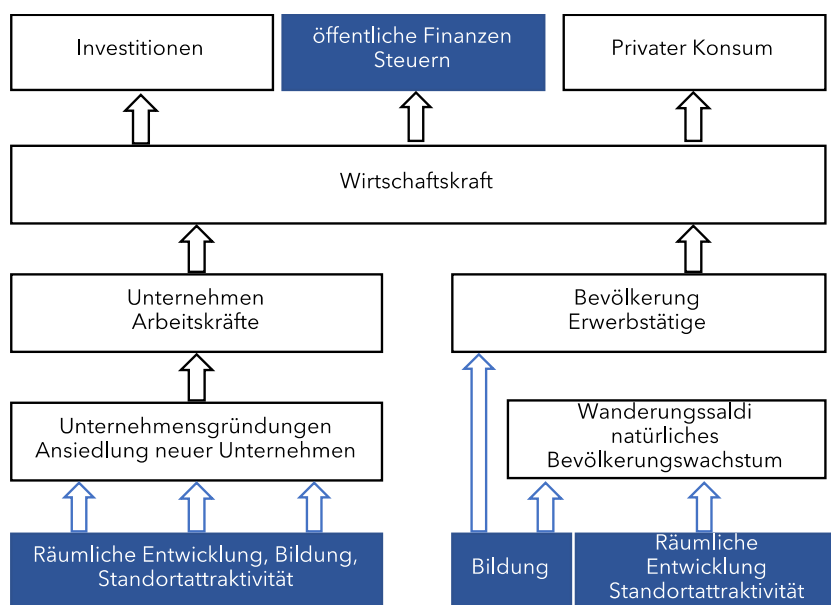 Investitionen
öffentliche Finanzen
Steuern
Privater Konsum
Wirtschaftskraft
Unternehmen
Arbeitskräfte
Bevölkerung
Erwerbstätige
Unternehmensgründungen
Ansiedlung neuer Unternehmen
Wanderungssaldi
natürliches
Bevölkerungswachstum
Räumliche Entwicklung, Bildung,
Standortattraktivität
Bildung
Räumliche
Entwicklung
Standortattraktivität